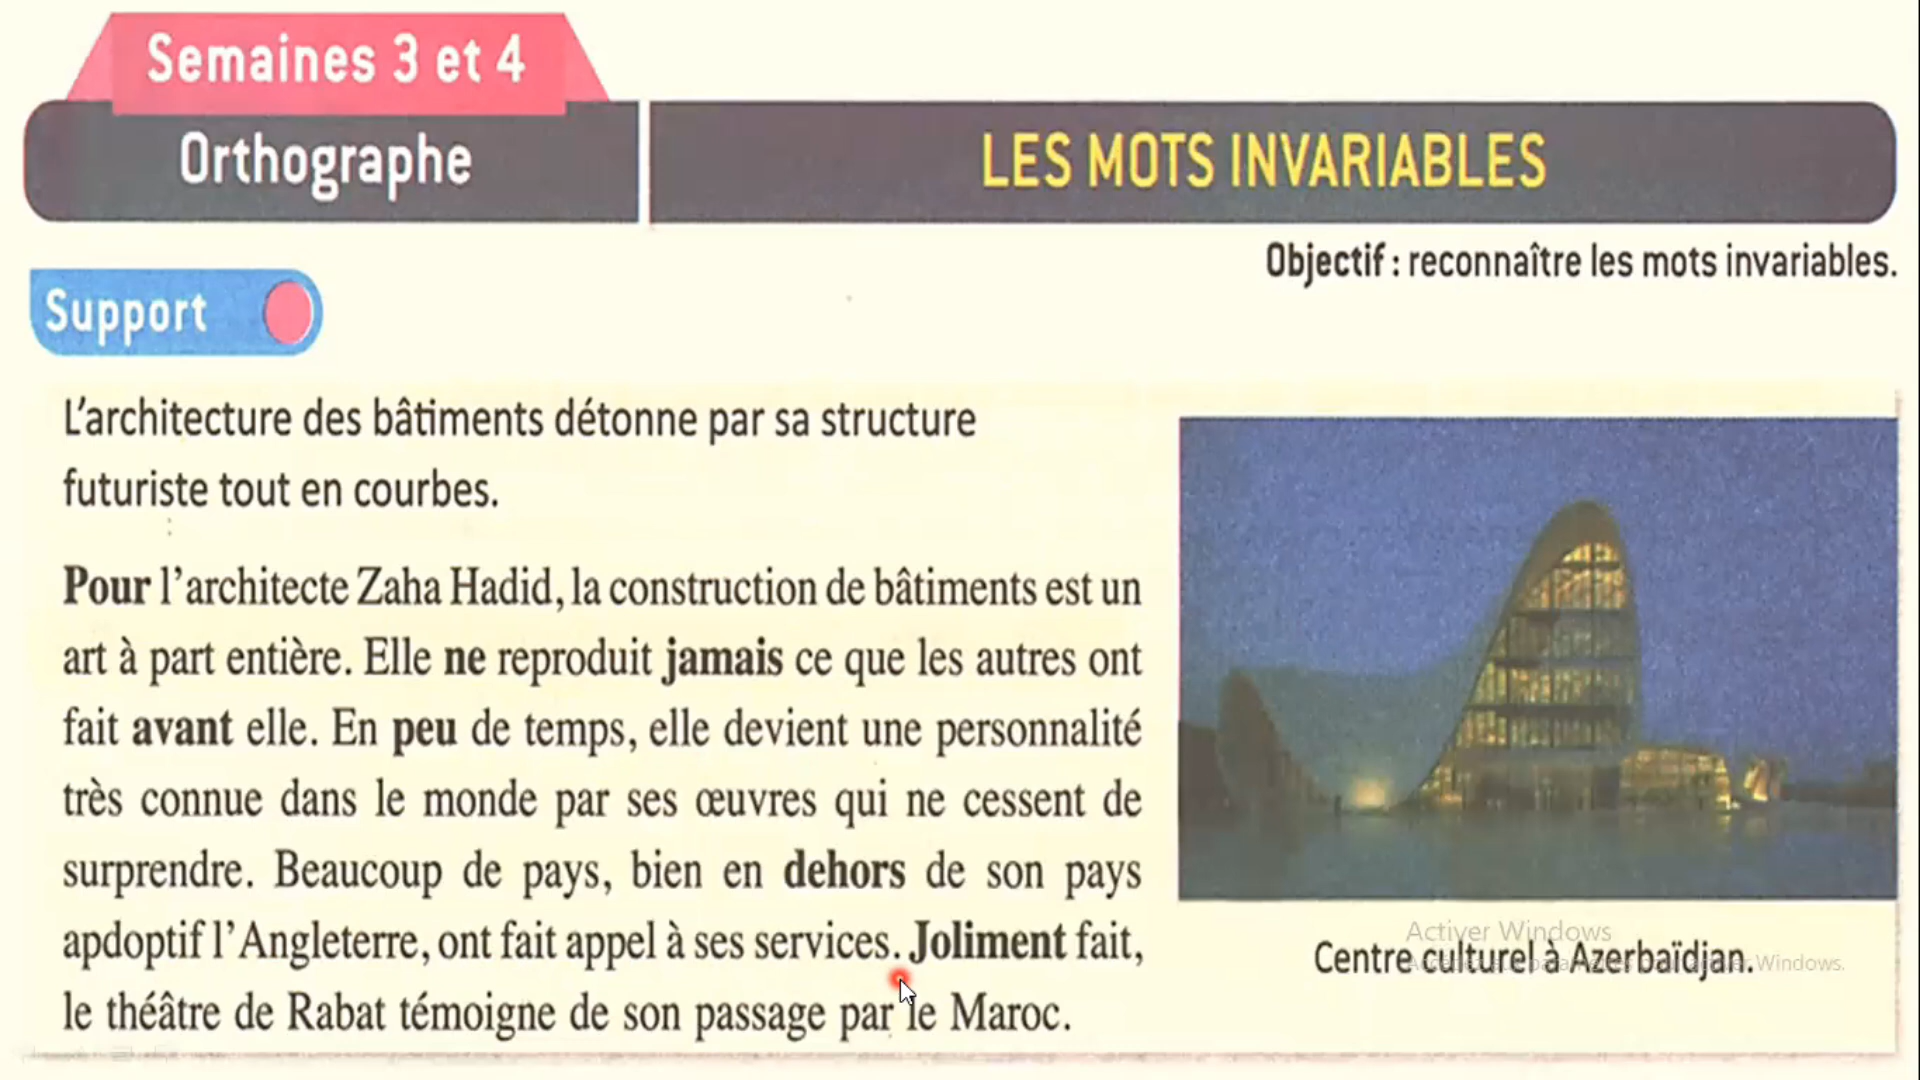 Semaines 3 et 4
Orthographe
LES MOTS INVARIABLES
Objectif : reconnaître les mots invariables.
Support
L'architecture des bâtiments détonne par sa structure
futuriste tout en courbes.
Pour l'architecte Zaha Hadid, la construction de bâtiments est un
art à part entière. Elle ne reproduit jamais ce que les autres ont
fait avant elle. En peu de temps, elle devient une personnalité
très connue dans le monde par ses œuvres qui ne cessent de
surprendre. Beaucoup de pays, bien en dehors de son pays
apdoptif l'Angleterre, ont fait appel à ses services. Joliment fait,
le théâtre de Rabat témoigne de son passage par le Maroc.
Activer Windows
Centre culturel à Azerbaïdjan.
Windows.